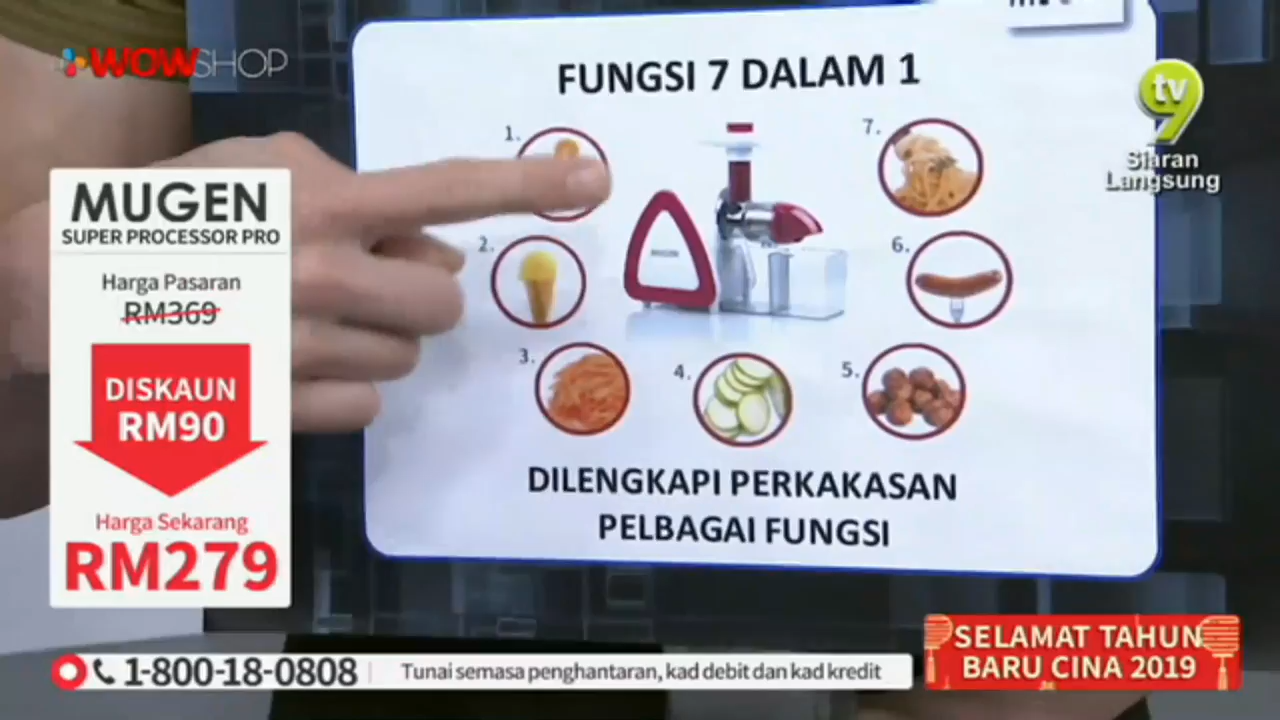 WOWSHOP
FUNGSI 7 DALAM 1
tv9
Siaran
Langsung
MUGEN
SUPER PROCESSOR PRO
Harga Pasaran
RM369
DISKAUN
RM90
Harga Sekarang
RM279
1.
2.
3.
4.
5.
6.
7.
DILENGKAPI PERKAKASAN
PELBAGAI FUNGSI
SELAMAT TAHUN
BARU CINA 2019
1-800-18-0808
Tunai semasa penghantaran, kad debit dan kad kredit